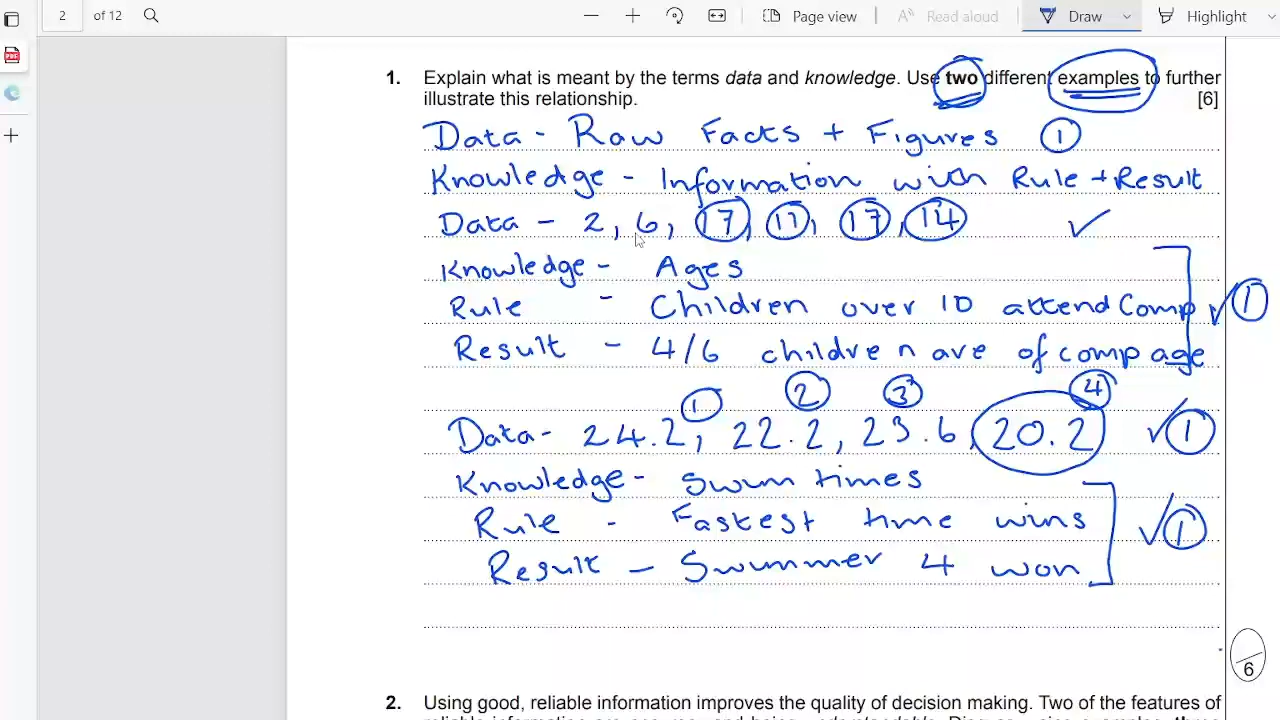 2 of 12 Page view Read aloud Draw Highlight
1. Explain what is meant by the terms data and knowledge. Use two different examples to further
illustrate this relationship. [6]
Data - Raw Facts + Figures 1
Knowledge - Information with Rule + Result
Data - 2, 6, 17, 11, 17, 14
Knowledge - Ages
Rule - Children over 10 attend Comp 1
Result - 4/6 children are of comp age
1 2 3 4
Data - 24.2, 22.2, 23.6, 20.2 1
Knowledge - Swim times
Rule - Fastest time wins 1
Result - Swimmer 4 won
6
2. Using good, reliable information improves the quality of decision making. Two of the features of